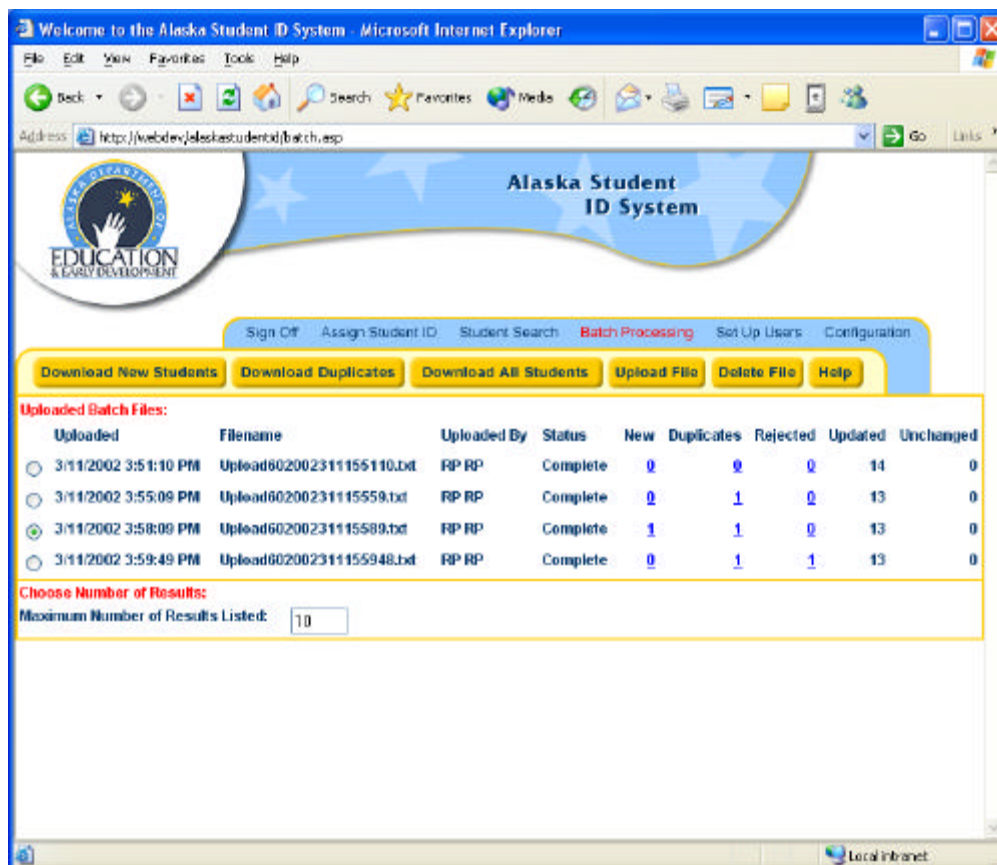 Welcome to the Alaska Student ID System - Microsoft Internet Explorer
File Edit View Favorites Tools Help
Back Search Favorites Media
Address http://webdev/alaskastudentid/batch.asp Go Links
ALASKA DEPARTMENT OF
EDUCATION
& EARLY DEVELOPMENT
Alaska Student
ID System
Sign Off Assign Student ID Student Search Batch Processing Set Up Users Configuration
Download New Students Download Duplicates Download All Students Upload File Delete File Help
Uploaded Batch Files:
Uploaded Filename Uploaded By Status New Duplicates Rejected Updated Unchanged
3/11/2002 3:51:10 PM Upload602002311155110.txt RP RP Complete 0 0 0 14 0
3/11/2002 3:55:09 PM Upload60200231115559.txt RP RP Complete 0 1 0 13 0
3/11/2002 3:58:09 PM Upload60200231115589.txt RP RP Complete 1 1 0 13 0
3/11/2002 3:59:49 PM Upload602002311155948.txt RP RP Complete 0 1 1 13 0
Choose Number of Results:
Maximum Number of Results Listed: 10
Local intranet